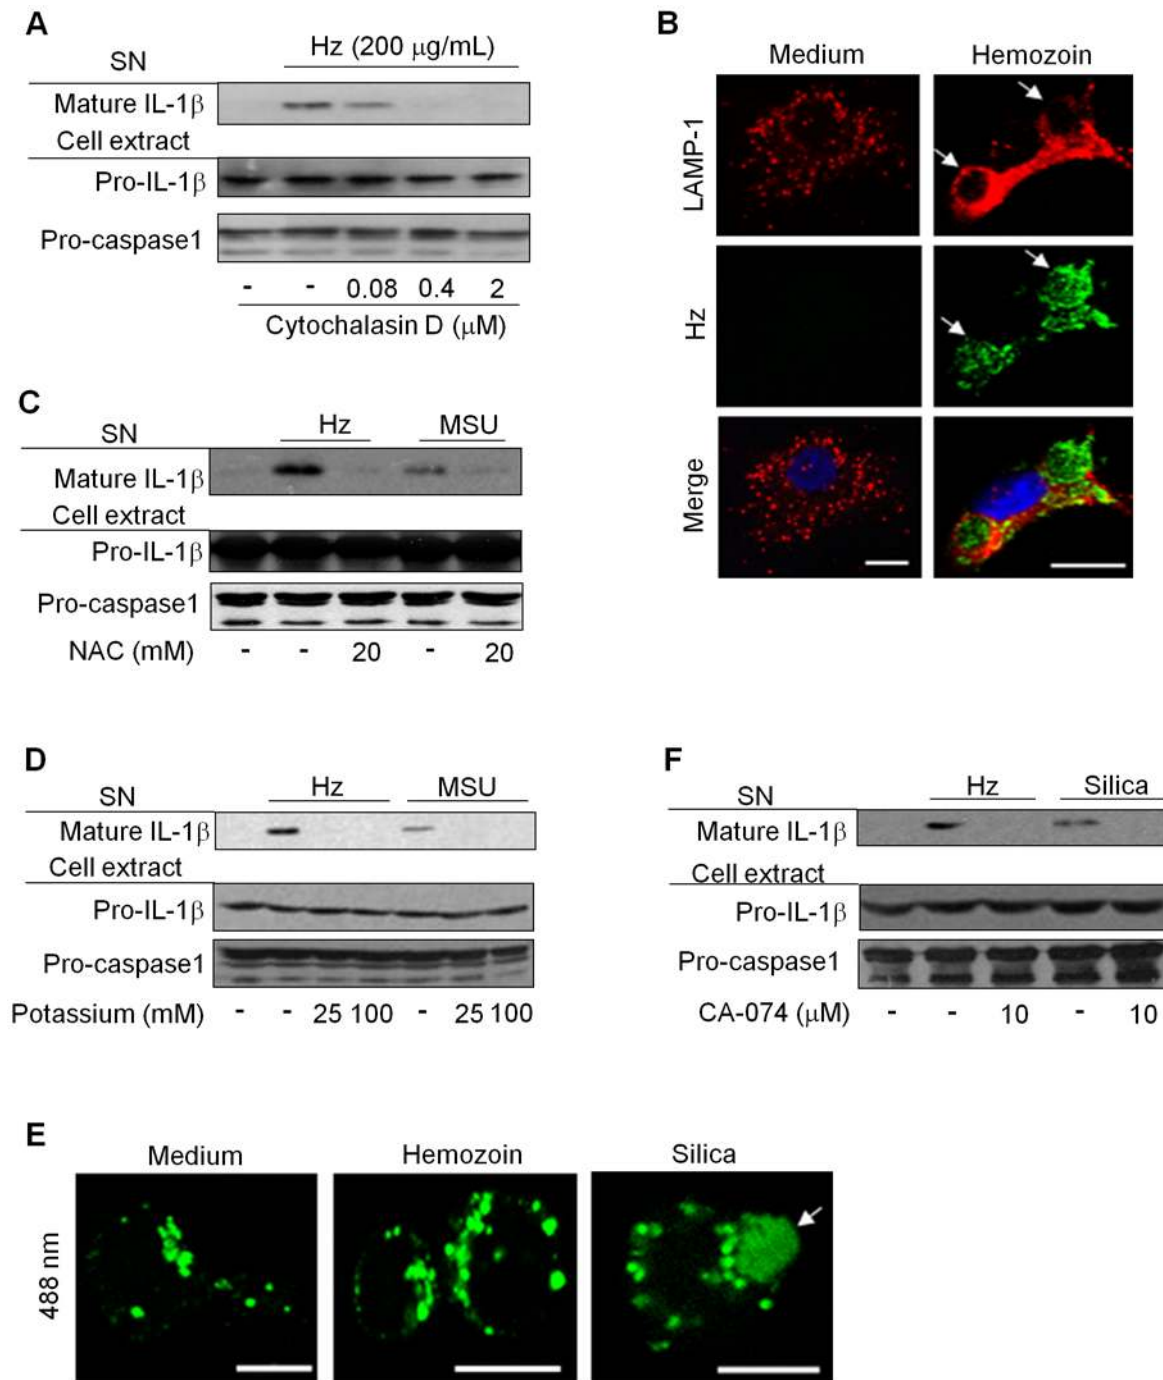 A
Hz (200 μg/mL)
SN
Mature IL-1β
Cell extract
Pro-IL-1β
Pro-caspase1
- - 0.08 0.4 2
Cytochalasin D (μM)
B
Medium Hemozoin
LAMP-1
Hz
Merge
C
Hz MSU
SN
Mature IL-1β
Cell extract
Pro-IL-1β
Pro-caspase1
NAC (mM) - - 20 - 20
D
Hz MSU
SN
Mature IL-1β
Cell extract
Pro-IL-1β
Pro-caspase1
Potassium (mM) - - 25 100 - 25 100
F
Hz Silica
SN
Mature IL-1β
Cell extract
Pro-IL-1β
Pro-caspase1
CA-074 (μM) - - 10 - 10
E
Medium Hemozoin Silica
488 nm